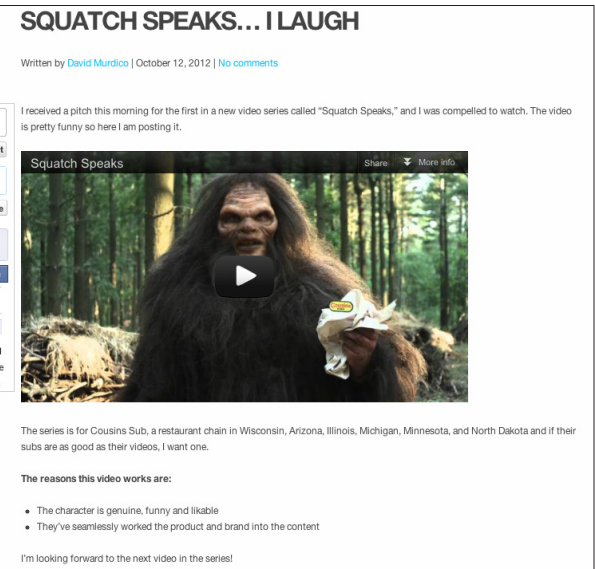 SQUATCH SPEAKS... I LAUGH
Written by David Murdico | October 12, 2012 | No comments
I received a pitch this morning for the first in a new video series called “Squatch Speaks,” and I was compelled to watch. The video
is pretty funny so here I am posting it.
Squatch Speaks
Share
More info
Cousins
SUBS
The series is for Cousins Sub, a restaurant chain in Wisconsin, Arizona, Illinois, Michigan, Minnesota, and North Dakota and if their
subs are as good as their videos, I want one.
The reasons this video works are:
• The character is genuine, funny and likable
• They've seamlessly worked the product and brand into the content
I'm looking forward to the next video in the series!